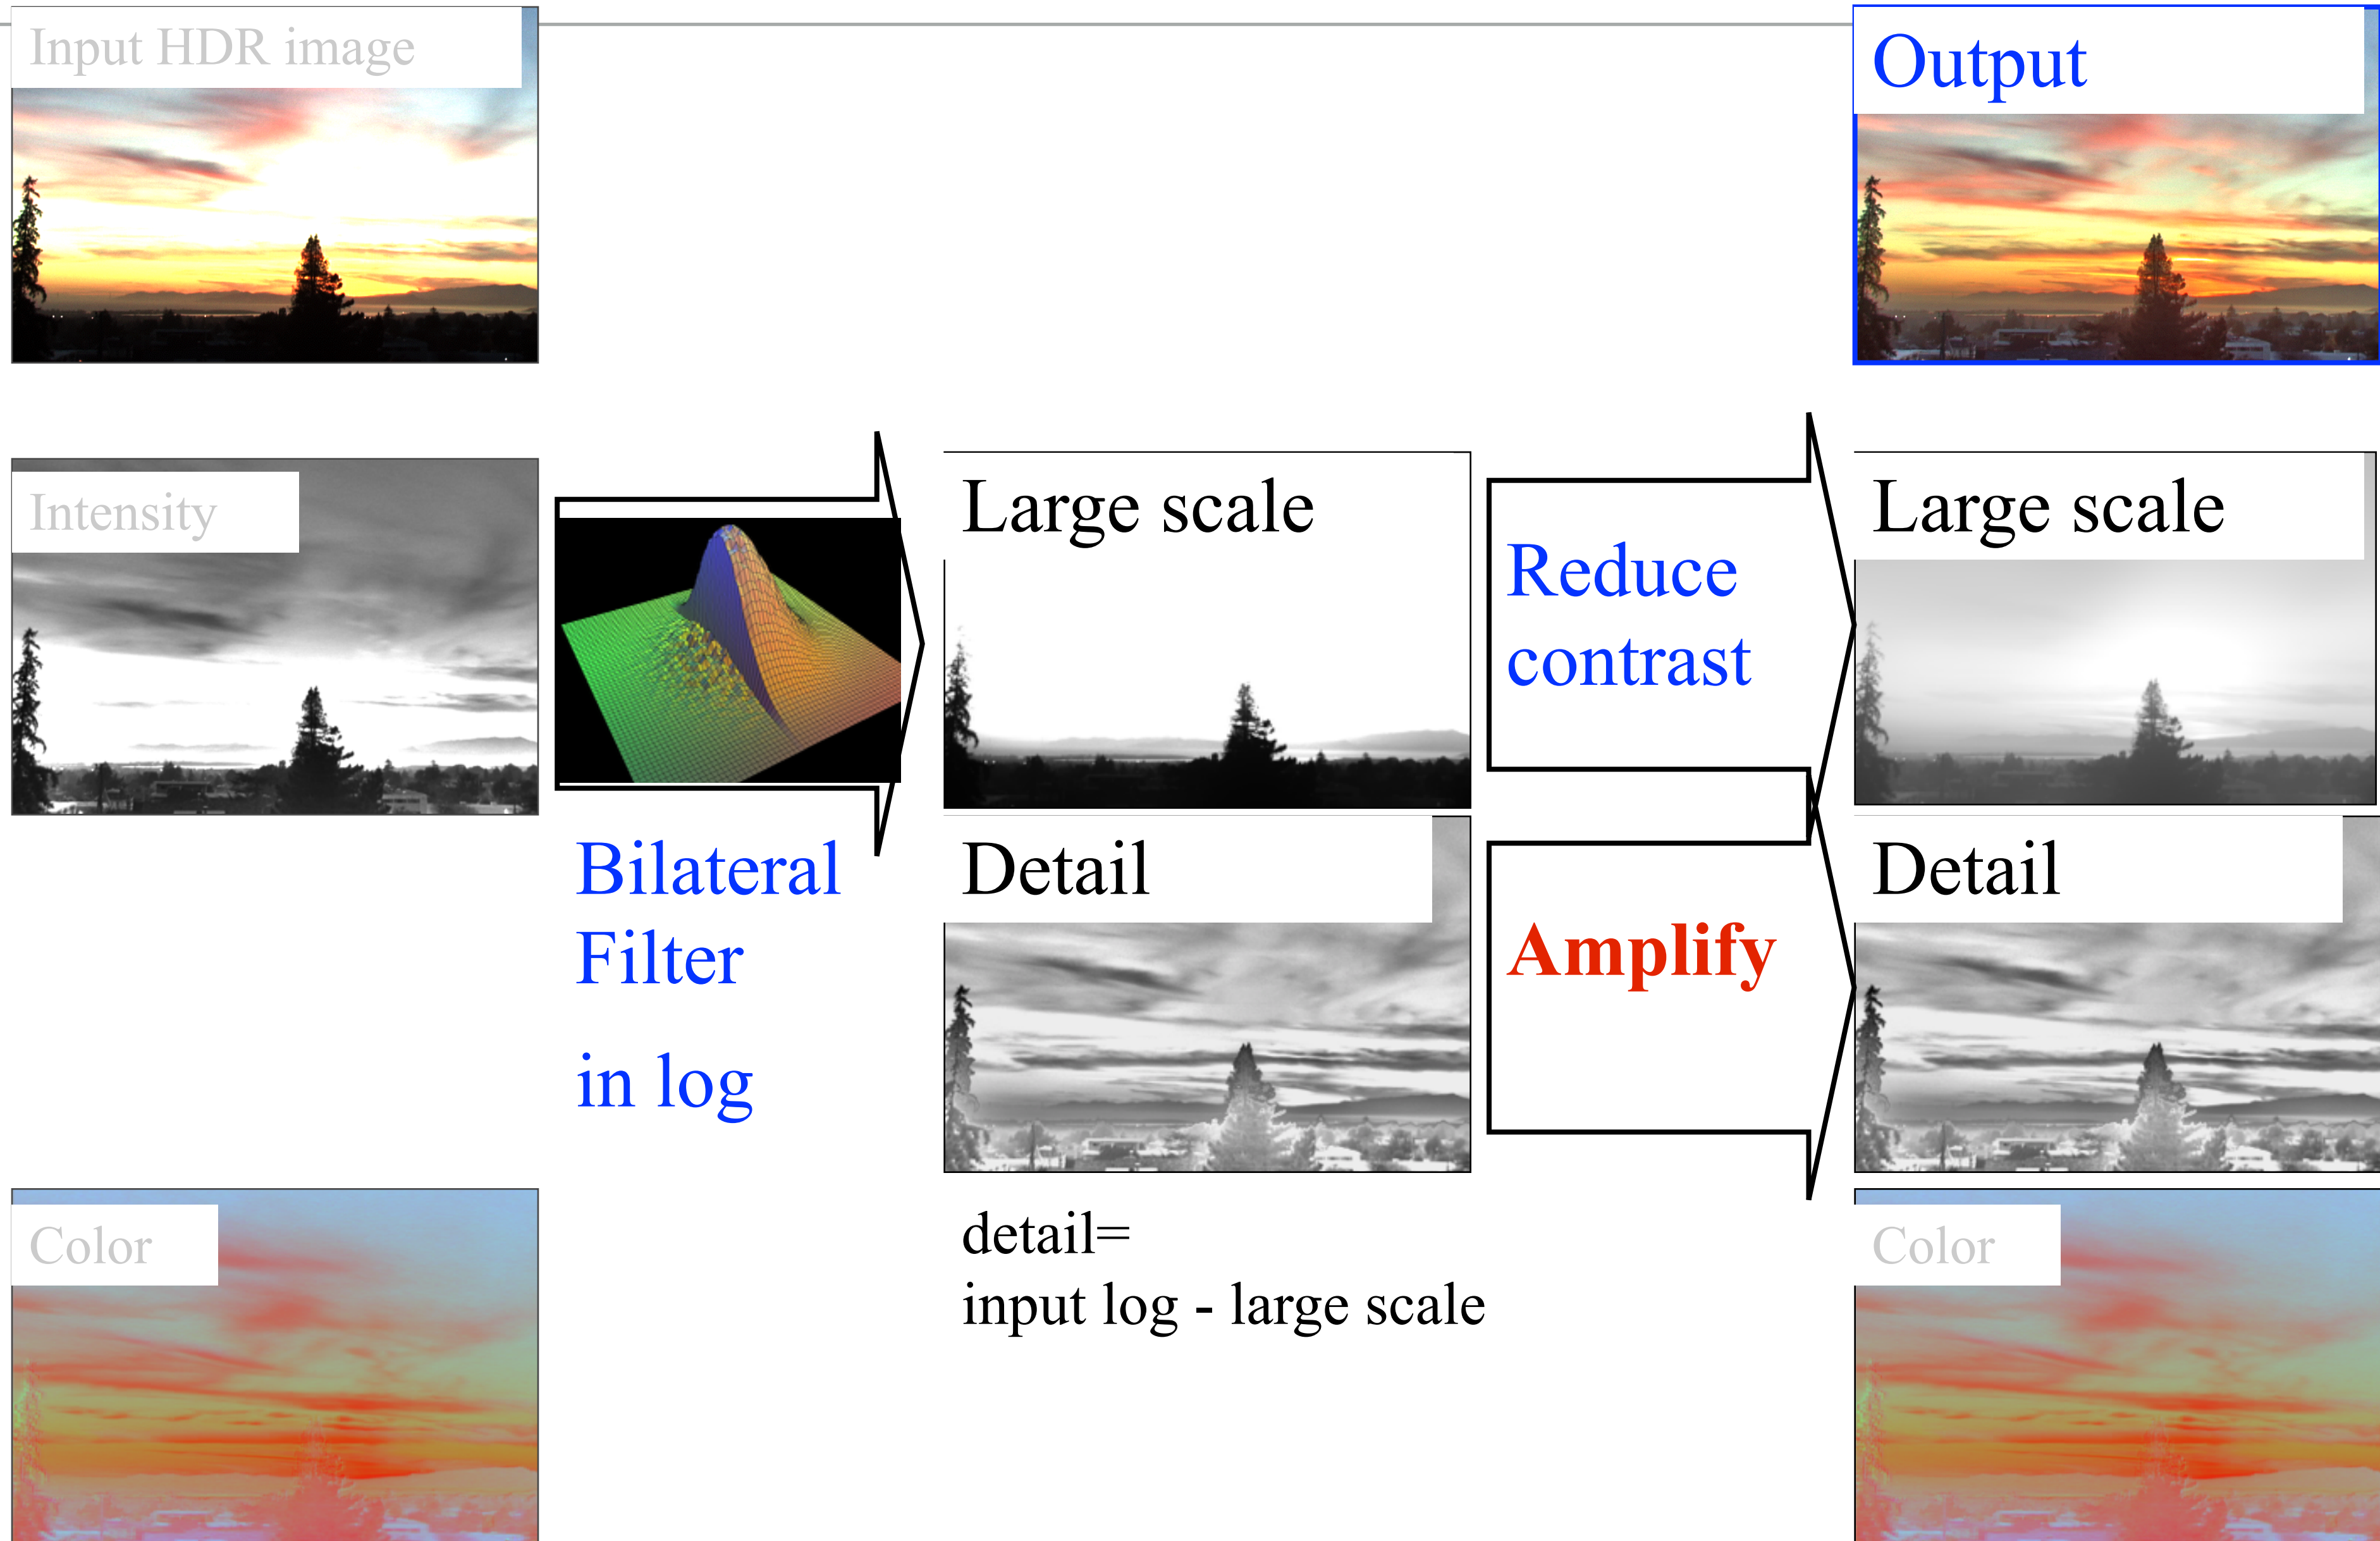 Input HDR image
Output
Intensity
Large scale
Reduce
contrast
Large scale
Bilateral
Filter
in log
Detail
Amplify
Detail
Color
detail=
input log - large scale
Color